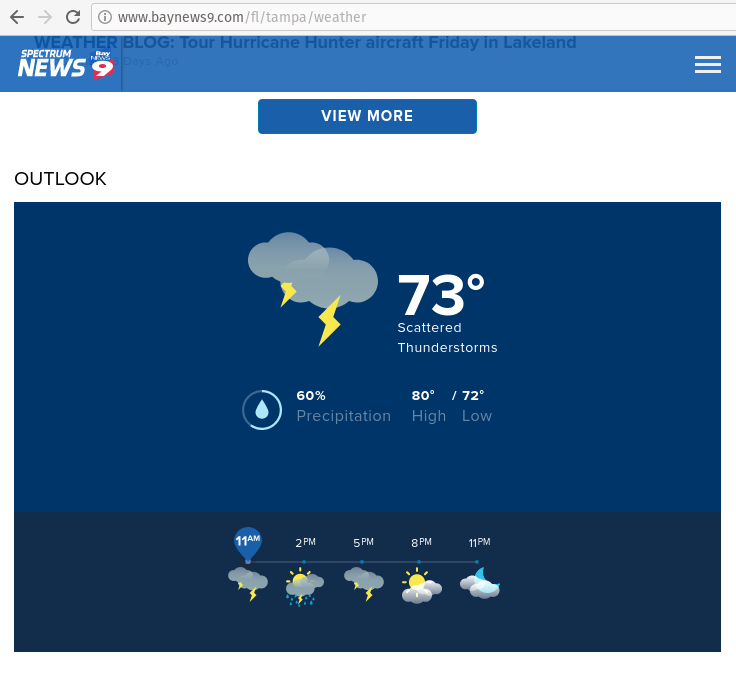 www.baynews9.com/fl/tampa/weather
WEATHER BLOG: Tour Hurricane Hunter aircraft Friday in Lakeland
Days Ago
SPECTRUM
NEWS
Bay
NEWS
9
VIEW MORE
OUTLOOK
73°
Scattered
Thunderstorms
60% 80° / 72°
Precipitation High Low
11AM 2PM 5PM 8PM 11PM